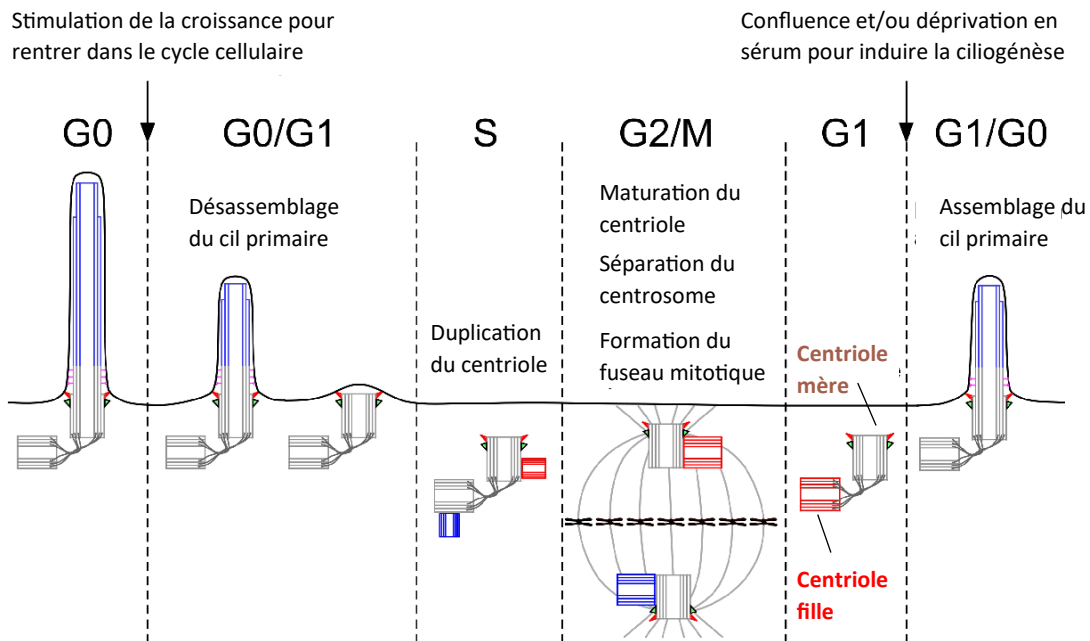 Stimulation de la croissance pour
rentrer dans le cycle cellulaire
Confluence et/ou déprivation en
sérum pour induire la ciliogénèse
G0
G0/G1
S
G2/M
G1
G1/G0
Désassemblage
du cil primaire
Duplication
du centriole
Maturation du
centriole
Séparation du
centrosome
Formation du
fuseau mitotique
Centriole
mère
Centriole
fille
Assemblage du
cil primaire